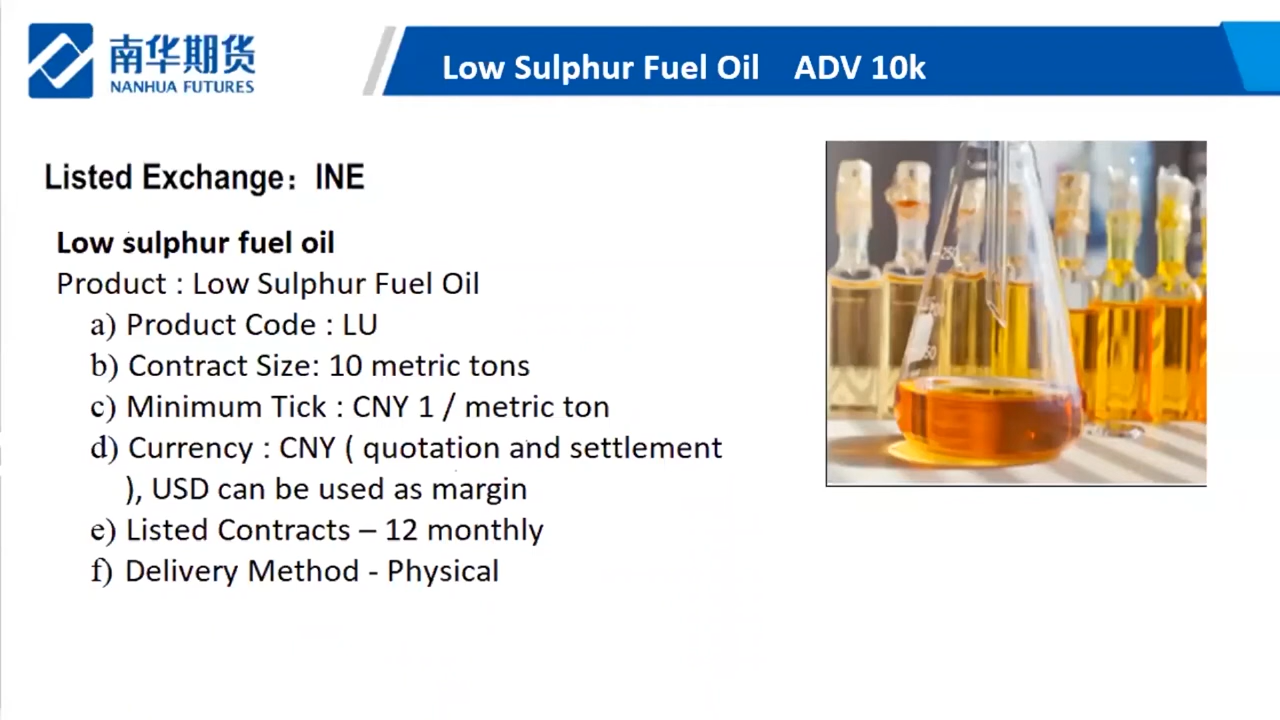 南华期货
NANHUA FUTURES
Low Sulphur Fuel Oil ADV 10k
Listed Exchange： INE
Low sulphur fuel oil
Product : Low Sulphur Fuel Oil
a) Product Code : LU
b) Contract Size: 10 metric tons
c) Minimum Tick : CNY 1 / metric ton
d) Currency : CNY ( quotation and settlement
), USD can be used as margin
e) Listed Contracts – 12 monthly
f) Delivery Method - Physical
250